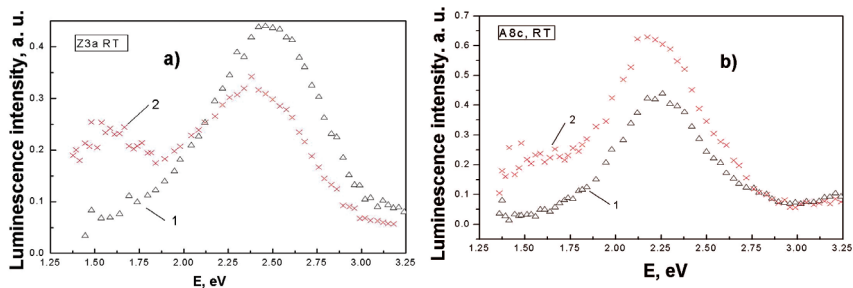 Z3a RT
a)
2
1
0.4
0.3
0.2
0.1
0.0
1.25 1.50 1.75 2.00 2.25 2.50 2.75 3.00 3.25
E, eV
Luminescence intensity, a. u.
A8c, RT
b)
2
1
0.7
0.6
0.5
0.4
0.3
0.2
0.1
0.0
1.25 1.50 1.75 2.00 2.25 2.50 2.75 3.00 3.25
E, eV
Luminescence intensity. a. u.